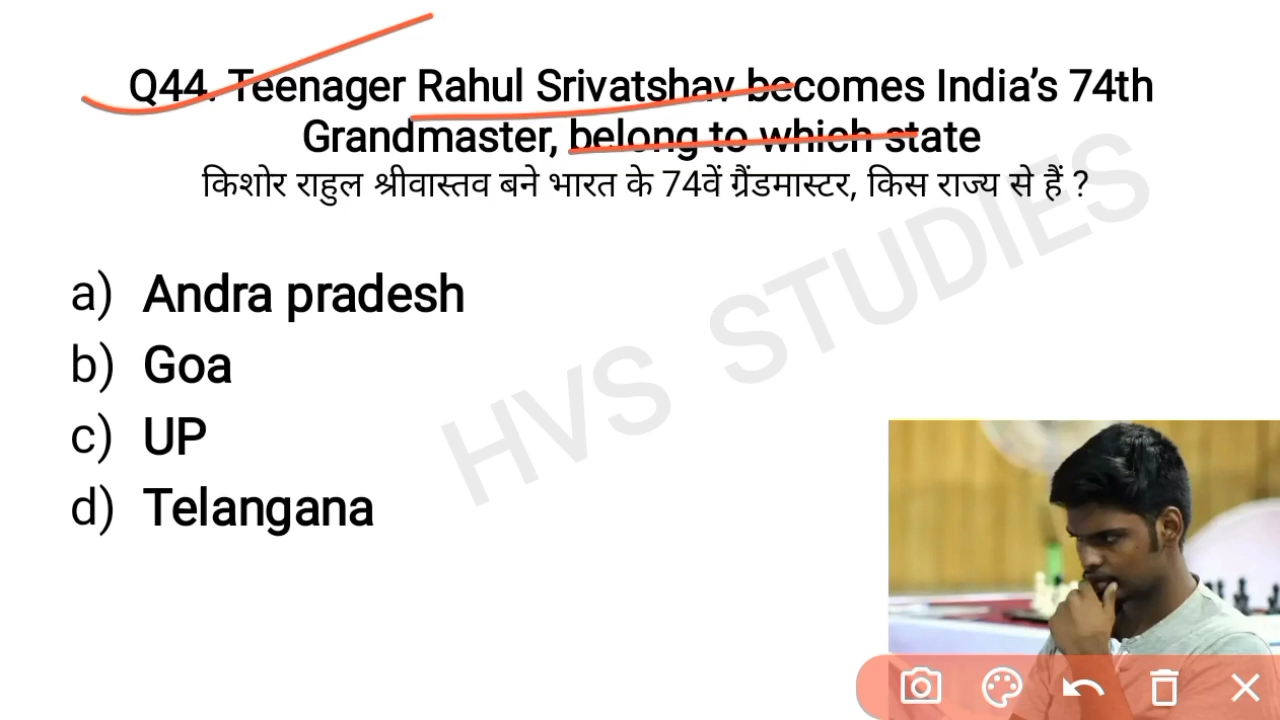 Q44. Teenager Rahul Srivatshav becomes India's 74th
Grandmaster, belong to which state
किशोर राहुल श्रीवास्तव बने भारत के 74वें ग्रैंडमास्टर, किस राज्य से हैं ?
a) Andra pradesh
b) Goa
c) UP
d) Telangana
HVS STUDIES